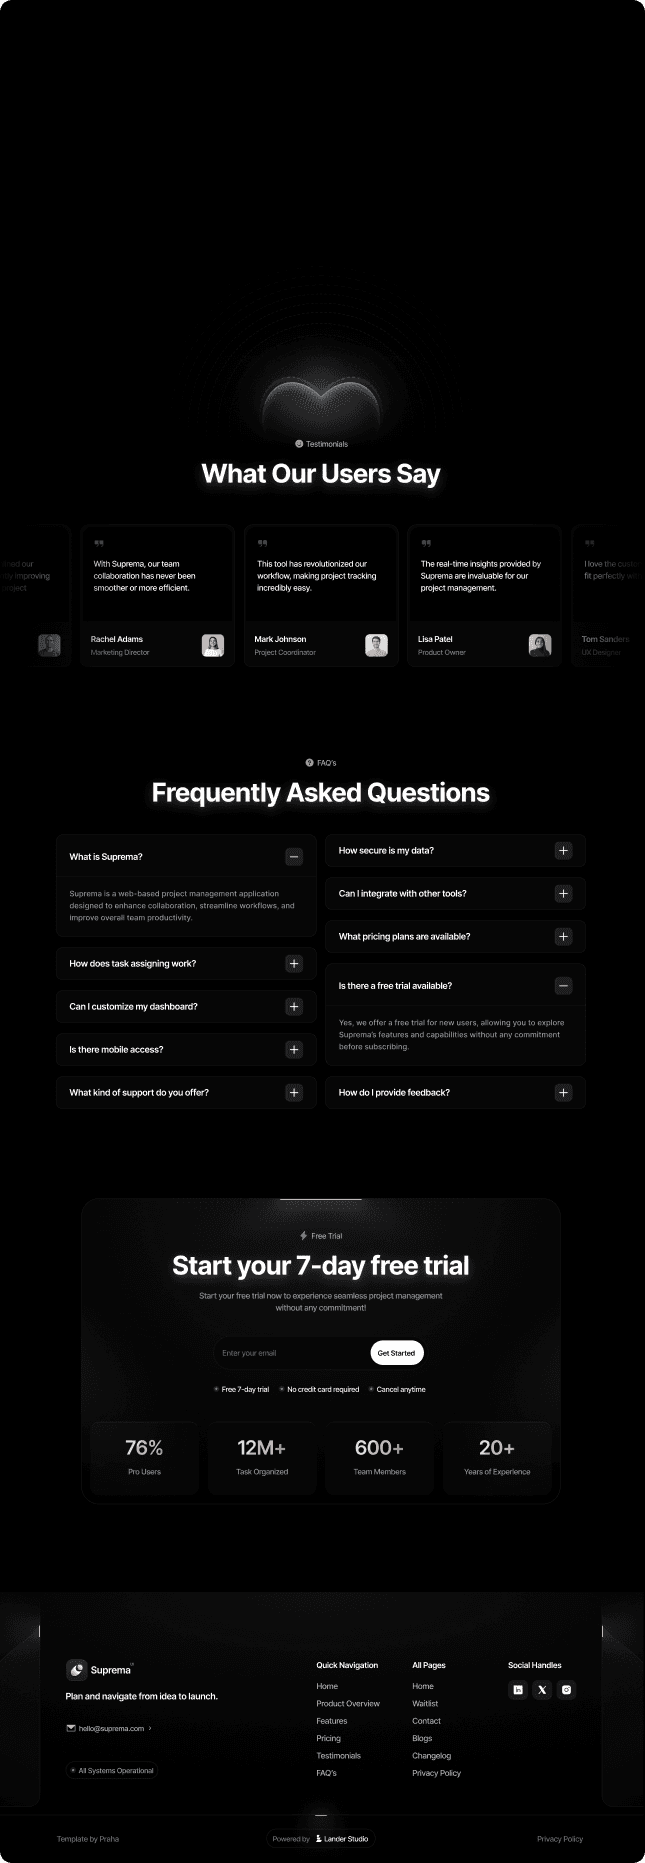 Testimonials
What Our Users Say
ined our
improving
project
With Suprema, our team
collaboration has never been
smoother or more efficient.
Rachel Adams
Marketing Director
This tool has revolutionized our
workflow, making project tracking
incredibly easy.
Mark Johnson
Project Coordinator
The real-time insights provided by
Suprema are invaluable for our
project management.
Lisa Patel
Product Owner
I love the
fit perfectly
Tom Sanders
UX Designer
FAQ's
Frequently Asked Questions
What is Suprema?
Suprema is a web-based project management application
designed to enhance collaboration, streamline workflows, and
improve overall team productivity.
How does task assigning work?
Can I customize my dashboard?
Is there mobile access?
What kind of support do you offer?
How secure is my data?
Can I integrate with other tools?
What pricing plans are available?
Is there a free trial available?
Yes, we offer a free trial for new users, allowing you to explore
Suprema's features and capabilities without any commitment
before subscribing.
How do I provide feedback?
Free Trial
Start your 7-day free trial
Start your free trial now to experience seamless project management
without any commitment!
Enter your email
Get Started
Free 7-day trial
No credit card required
Cancel anytime
76%
Pro Users
12M+
Task Organized
600+
Team Members
20+
Years of Experience
Suprema
Plan and navigate from idea to launch.
hello@suprema.com
All Systems Operational
Quick Navigation
Home
Product Overview
Features
Pricing
Testimonials
FAQ's
All Pages
Home
Waitlist
Contact
Blogs
Changelog
Privacy Policy
Social Handles
in
X
Template by Praha
Powered by Lander Studio
Privacy Policy